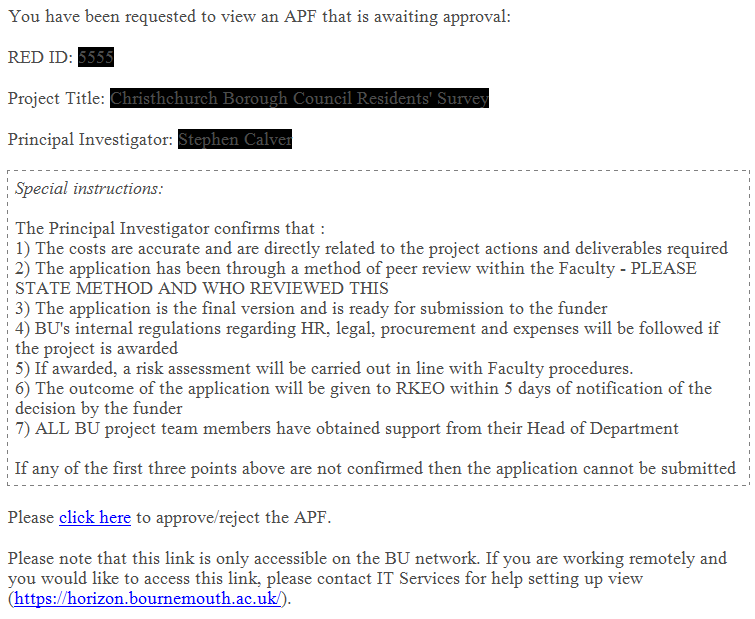 You have been requested to view an APF that is awaiting approval:
RED ID: 5555
Project Title: Christhchurch Borough Council Residents' Survey
Principal Investigator: Stephen Calver
Special instructions:
The Principal Investigator confirms that :
1) The costs are accurate and are directly related to the project actions and deliverables required
2) The application has been through a method of peer review within the Faculty - PLEASE
STATE METHOD AND WHO REVIEWED THIS
3) The application is the final version and is ready for submission to the funder
4) BU's internal regulations regarding HR, legal, procurement and expenses will be followed if
the project is awarded
5) If awarded, a risk assessment will be carried out in line with Faculty procedures.
6) The outcome of the application will be given to RKEO within 5 days of notification of the
decision by the funder
7) ALL BU project team members have obtained support from their Head of Department
If any of the first three points above are not confirmed then the application cannot be submitted
Please click here to approve/reject the APF.
Please note that this link is only accessible on the BU network. If you are working remotely and
you would like to access this link, please contact IT Services for help setting up view
(https://horizon.bournemouth.ac.uk/).